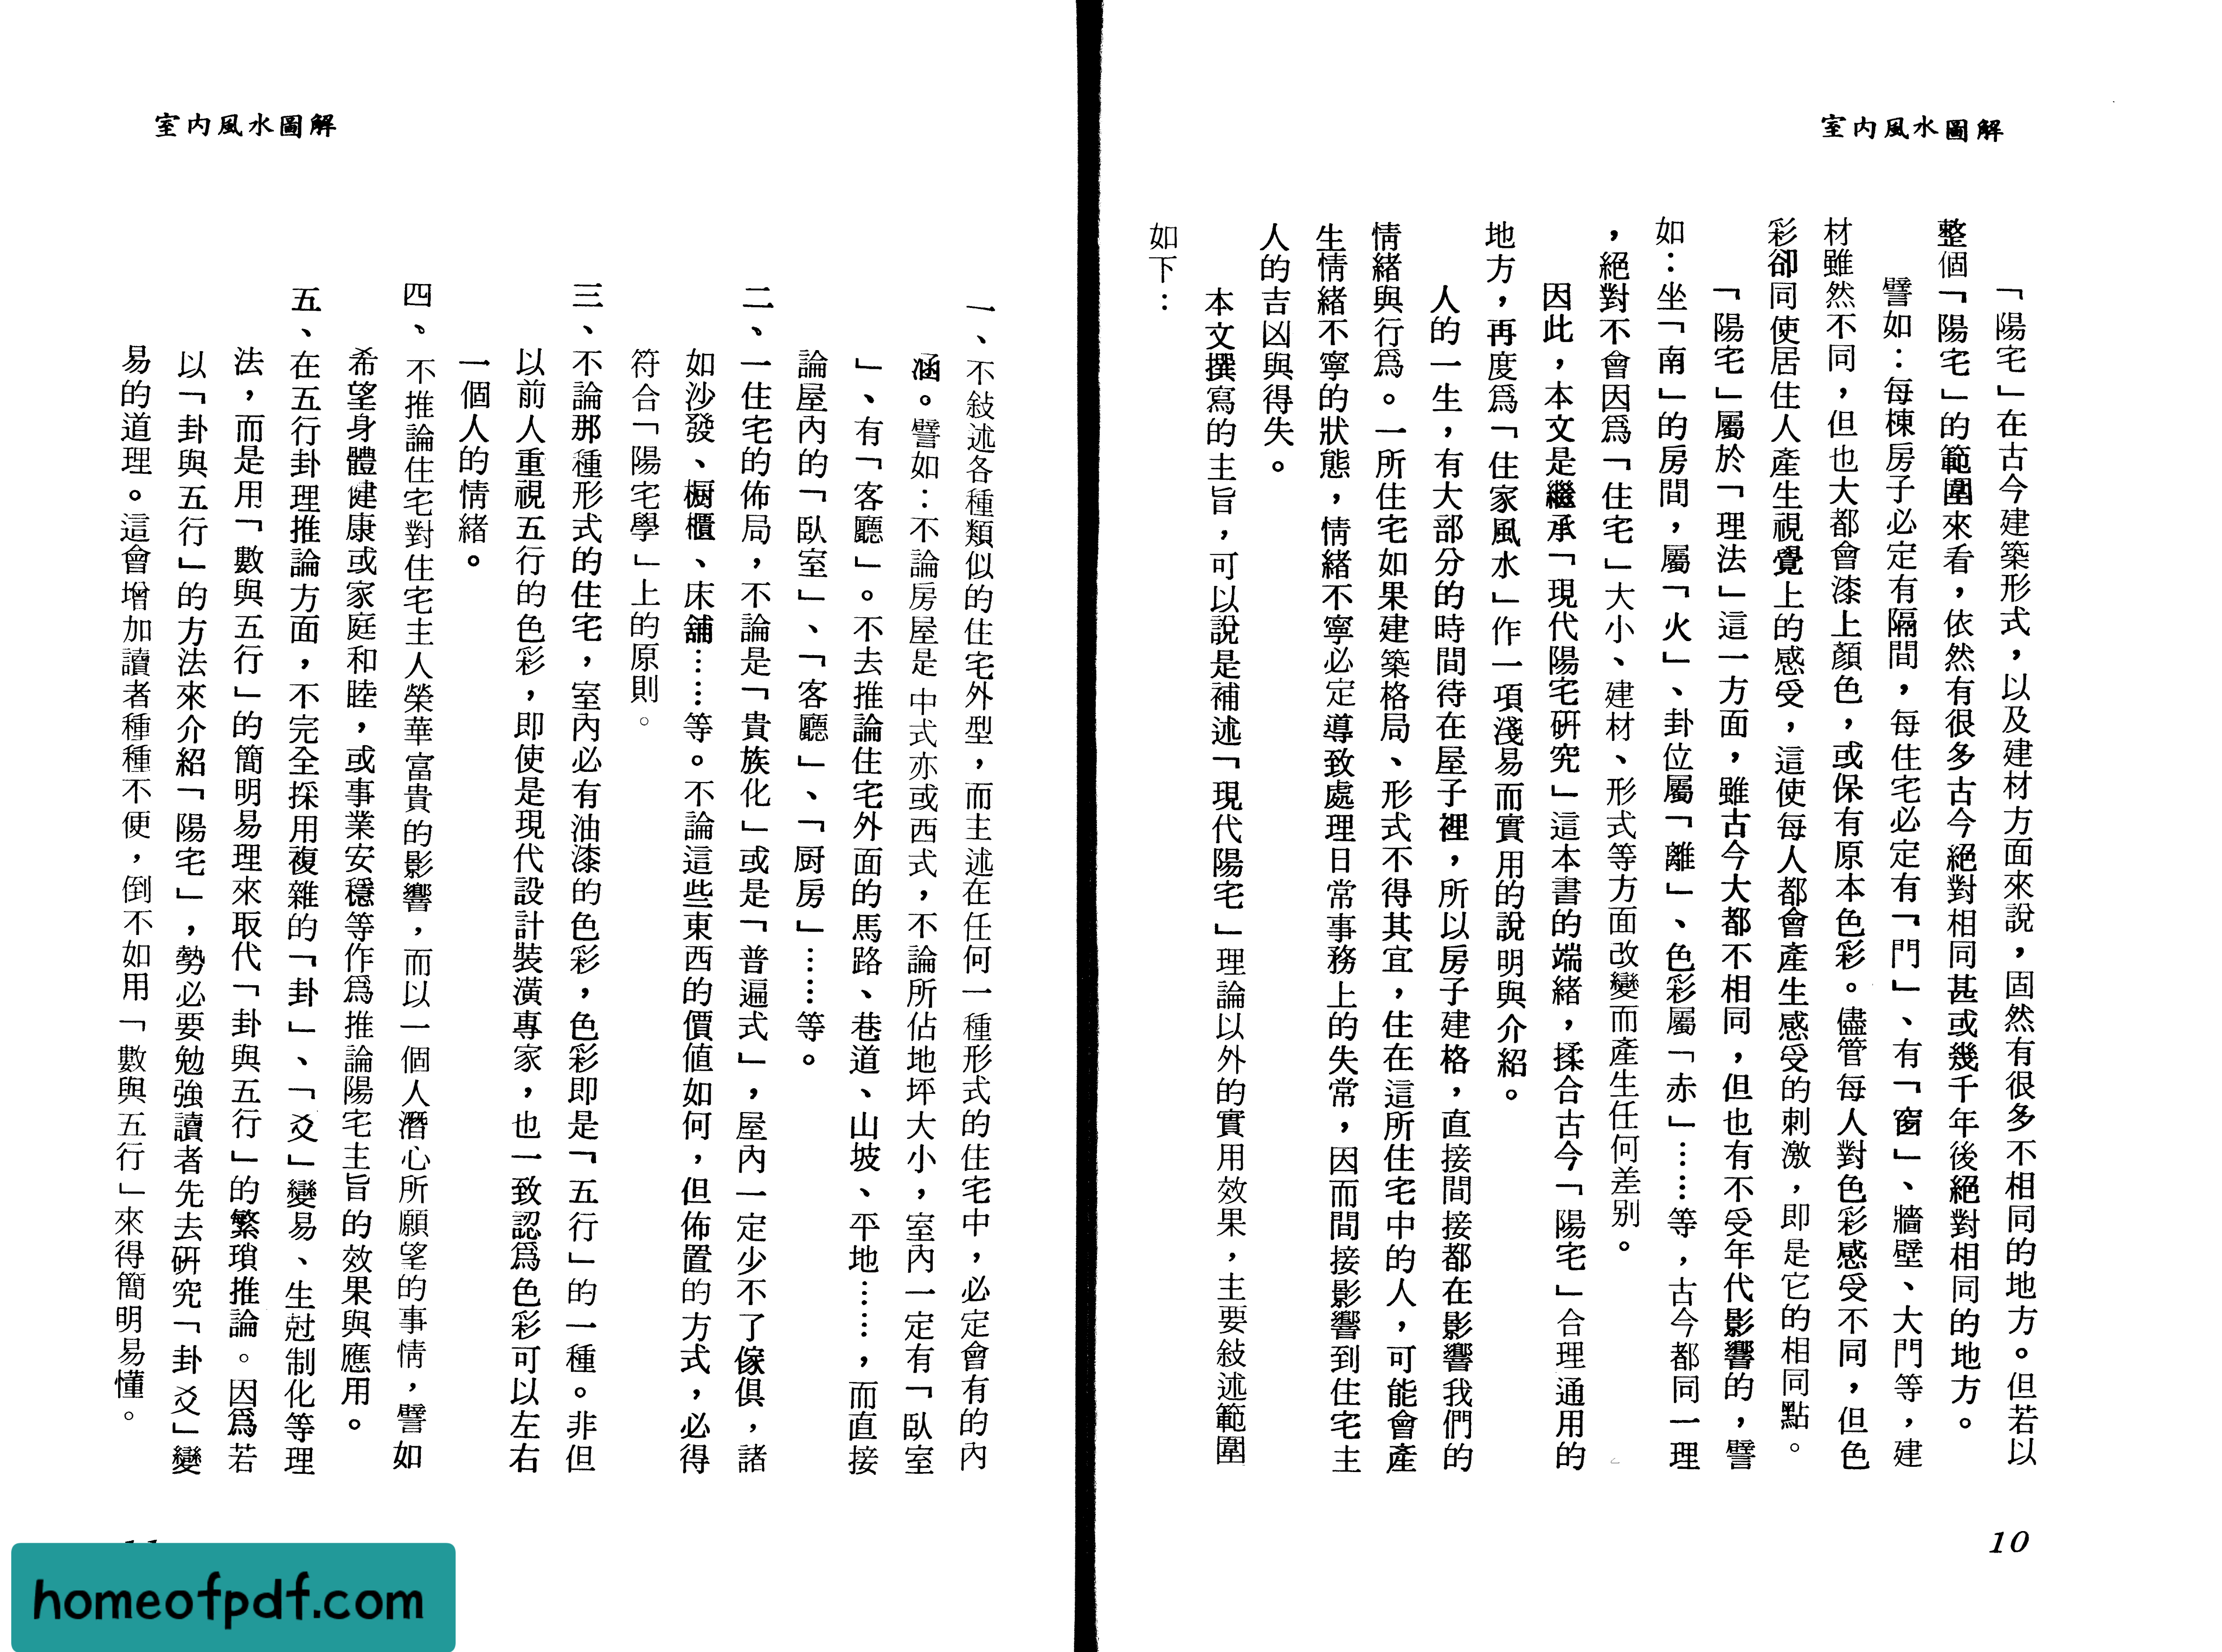 室內風水圖解
「陽宅」在古今建築形式，以及建材方面來說，固然有很多不相同的地方。但若以
整個「陽宅」的範圍來看，依然有很多古今絕對相同甚或幾千年後絕對相同的地方。
譬如：每棟房子必定有隔間，每住宅必定有「門」、有「窗」、牆壁、大門等，建
材雖然不同，但也大都會漆上顏色，或保有原本色彩。儘管每人對色彩感受不同，但色
彩卻同使居住人產生視覺上的感受，這使每人都會產生感受的刺激，即是它的相同點。
「陽宅」屬於「理法」這一方面，雖古今大都不相同，但也有不受年代影響的，譬
如：坐「南」的房間，屬「火」、卦位屬「離」、色彩屬「赤」……等，古今都同一理
，絕對不會因爲「住宅」大小、建材、形式等方面改變而產生任何差別。
因此，本文是繼承「現代陽宅研究」這本書的端緒，揉合古今「陽宅」合理通用的
地方，再度爲「住家風水」作一項淺易而實用的說明與介紹。
人的一生，有大部分的時間待在屋子裡，所以房子建格，直接間接都在影響我們的
情緒與行爲。一所住宅如果建築格局、形式不得其宜，住在這所住宅中的人，可能會產
生情緒不寧的狀態，情緒不寧必定導致處理日常事務上的失常，因而間接影響到住宅主
人的吉凶與得失。
本文撰寫的主旨，可以說是補述「現代陽宅」理論以外的實用效果，主要敍述範圍
如下：
10
室內風水圖解
一、不敍述各種類似的住宅外型，而主述在任何一種形式的住宅中，必定會有的內
涵。譬如：不論房屋是中式亦或西式，不論所佔地坪大小，室內一定有「臥室
」、有「客廳」。不去推論住宅外面的馬路、巷道、山坡、平地……，而直接
論屋內的「臥室」、「客廳」、「厨房」……等。
二、一住宅的佈局，不論是「貴族化」或是「普遍式」，屋內一定少不了傢俱，諸
如沙發、櫥櫃、床舖……等。不論這些東西的價值如何，但佈置的方式，必得
符合「陽宅學」上的原則。
三、不論那種形式的住宅，室內必有油漆的色彩，色彩即是「五行」的一種。非但
以前人重視五行的色彩，即使是現代設計裝潢專家，也一致認爲色彩可以左右
一個人的情緒。
四、不推論住宅對住宅主人榮華富貴的影響，而以一個人潛心所願望的事情，譬如
希望身體健康或家庭和睦，或事業安穩等作爲推論陽宅主旨的效果與應用。
五、在五行卦理推論方面，不完全採用複雜的「卦」、「爻」變易、生尅制化等理
法，而是用「數與五行」的簡明易理來取代「卦與五行」的繁瑣推論。因爲若
以「卦與五行」的方法來介紹「陽宅」，勢必要勉強讀者先去研究「卦爻」變
易的道理。這會增加讀者種種不便，倒不如用「數與五行」來得簡明易懂。
homeofpdf.com